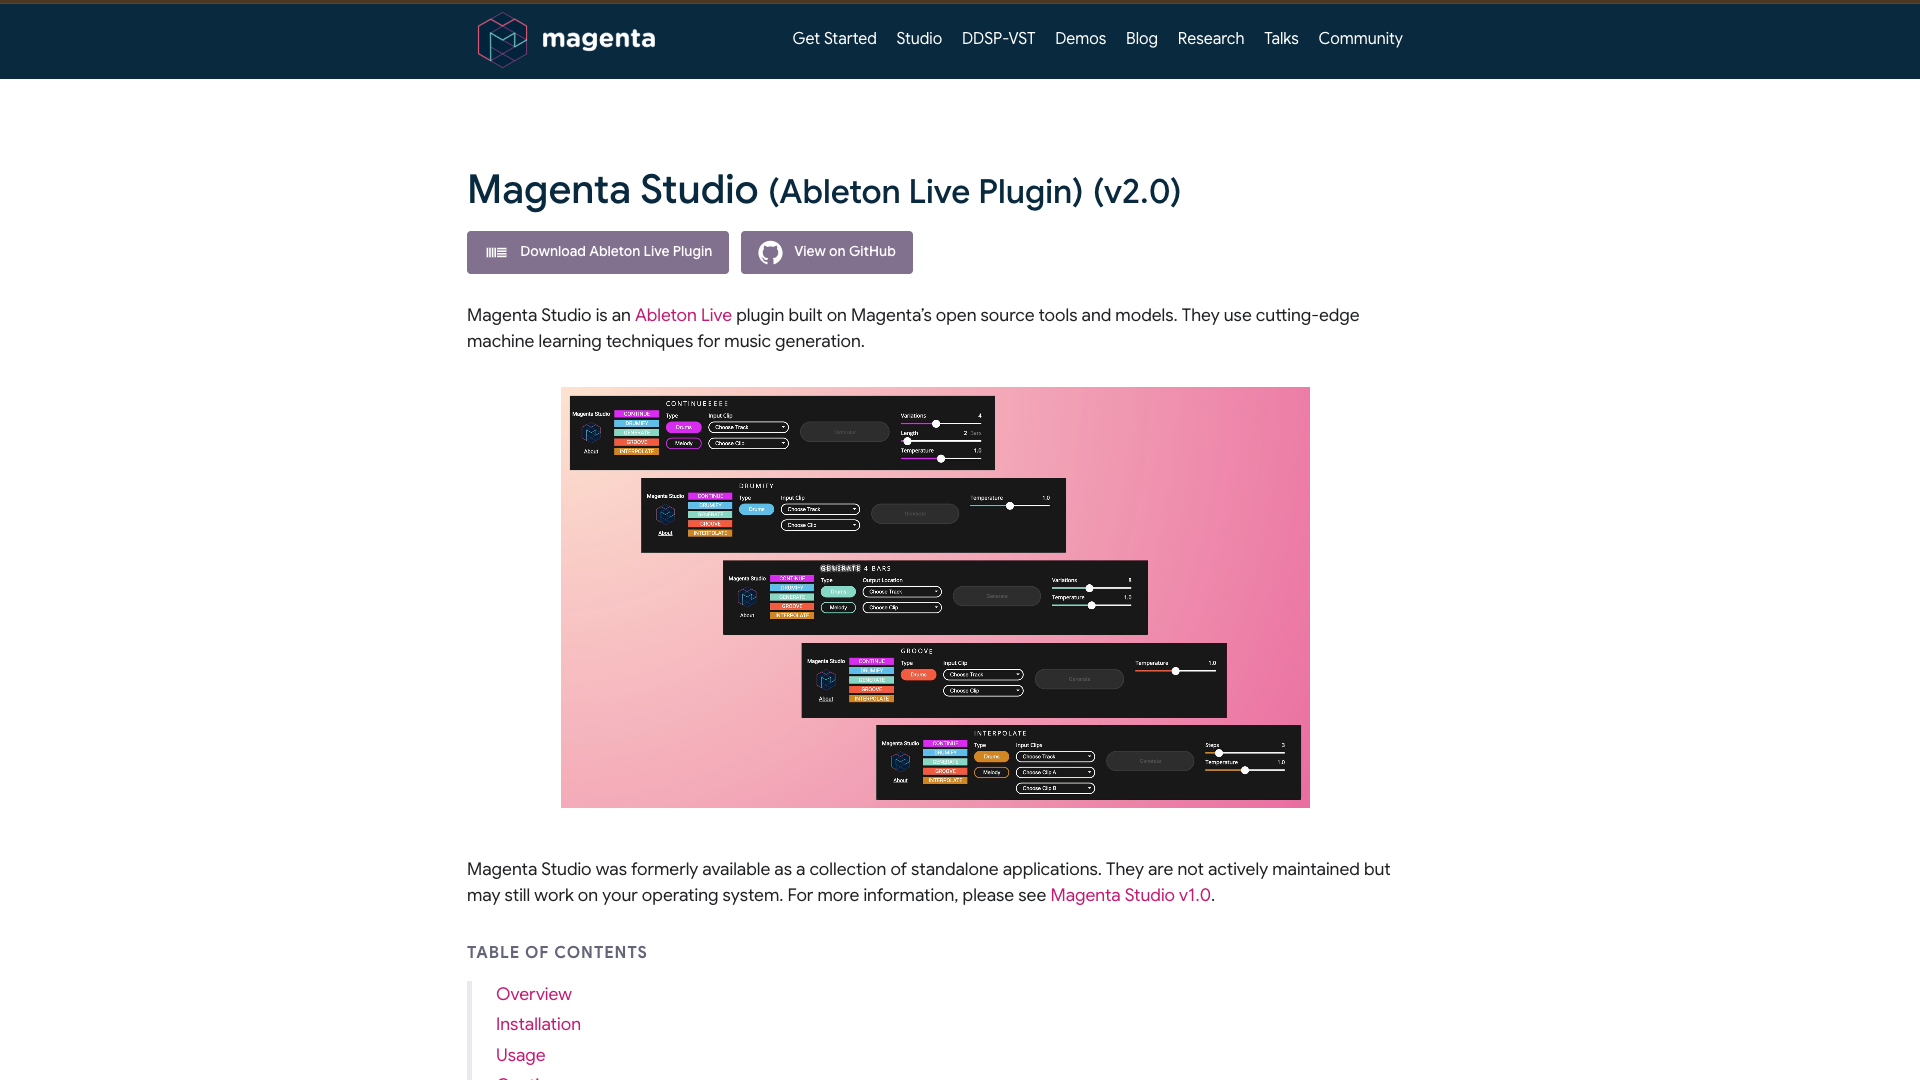 magenta
Get Started Studio DDSP-VST Demos Blog Research Talks Community
Magenta Studio (Ableton Live Plugin) (v2.0)
Download Ableton Live Plugin View on GitHub
Magenta Studio is an Ableton Live plugin built on Magenta’s open source tools and models. They use cutting-edge
machine learning techniques for music generation.
CONTINUEEEEE
Magenta Studio CONTINUE Type Input Clip Variations 4
DRUMIFY Drums Choose Track
GENERATE Generate Length 2 Bars
GROOVE Melody Choose Clip
About INTERPOLATE Temperature 1.0
DRUMIFY
Magenta Studio CONTINUE Type Input Clip Temperature 1.0
DRUMIFY Drums Choose Track
GENERATE Generate
GROOVE Choose Clip
About INTERPOLATE
GENERATE 4 BARS
Magenta Studio CONTINUE Type Output Location Variations 8
DRUMIFY Drums Choose Track
GENERATE Generate Temperature 1.0
GROOVE Melody Choose Clip
About INTERPOLATE
GROOVE
Magenta Studio CONTINUE Type Input Clip Temperature 1.0
DRUMIFY Drums Choose Track
GENERATE Generate
GROOVE Choose Clip
About INTERPOLATE
INTERPOLATE
Magenta Studio CONTINUE Type Input Clips Steps 3
DRUMIFY Drums Choose Track
GENERATE Generate Temperature 1.0
GROOVE Melody Choose Clip A
About INTERPOLATE
Choose Clip B
Magenta Studio was formerly available as a collection of standalone applications. They are not actively maintained but
may still work on your operating system. For more information, please see Magenta Studio v1.0.
TABLE OF CONTENTS
Overview
Installation
Usage